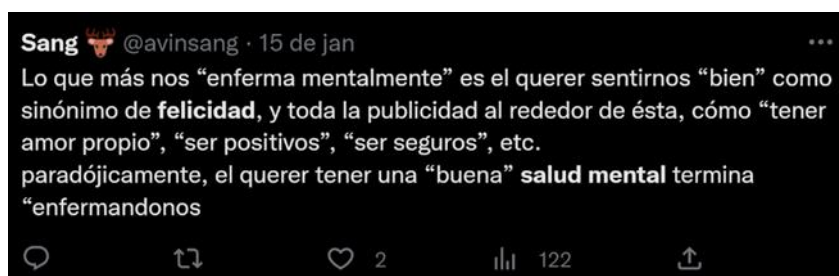 Sang @avinsang · 15 de jan
Lo que más nos “enferma mentalmente” es el querer sentirnos “bien” como
sinónimo de felicidad, y toda la publicidad al rededor de ésta, cómo “tener
amor propio”, “ser positivos”, “ser seguros”, etc.
paradójicamente, el querer tener una “buena” salud mental termina
“enfermandonos
2 122